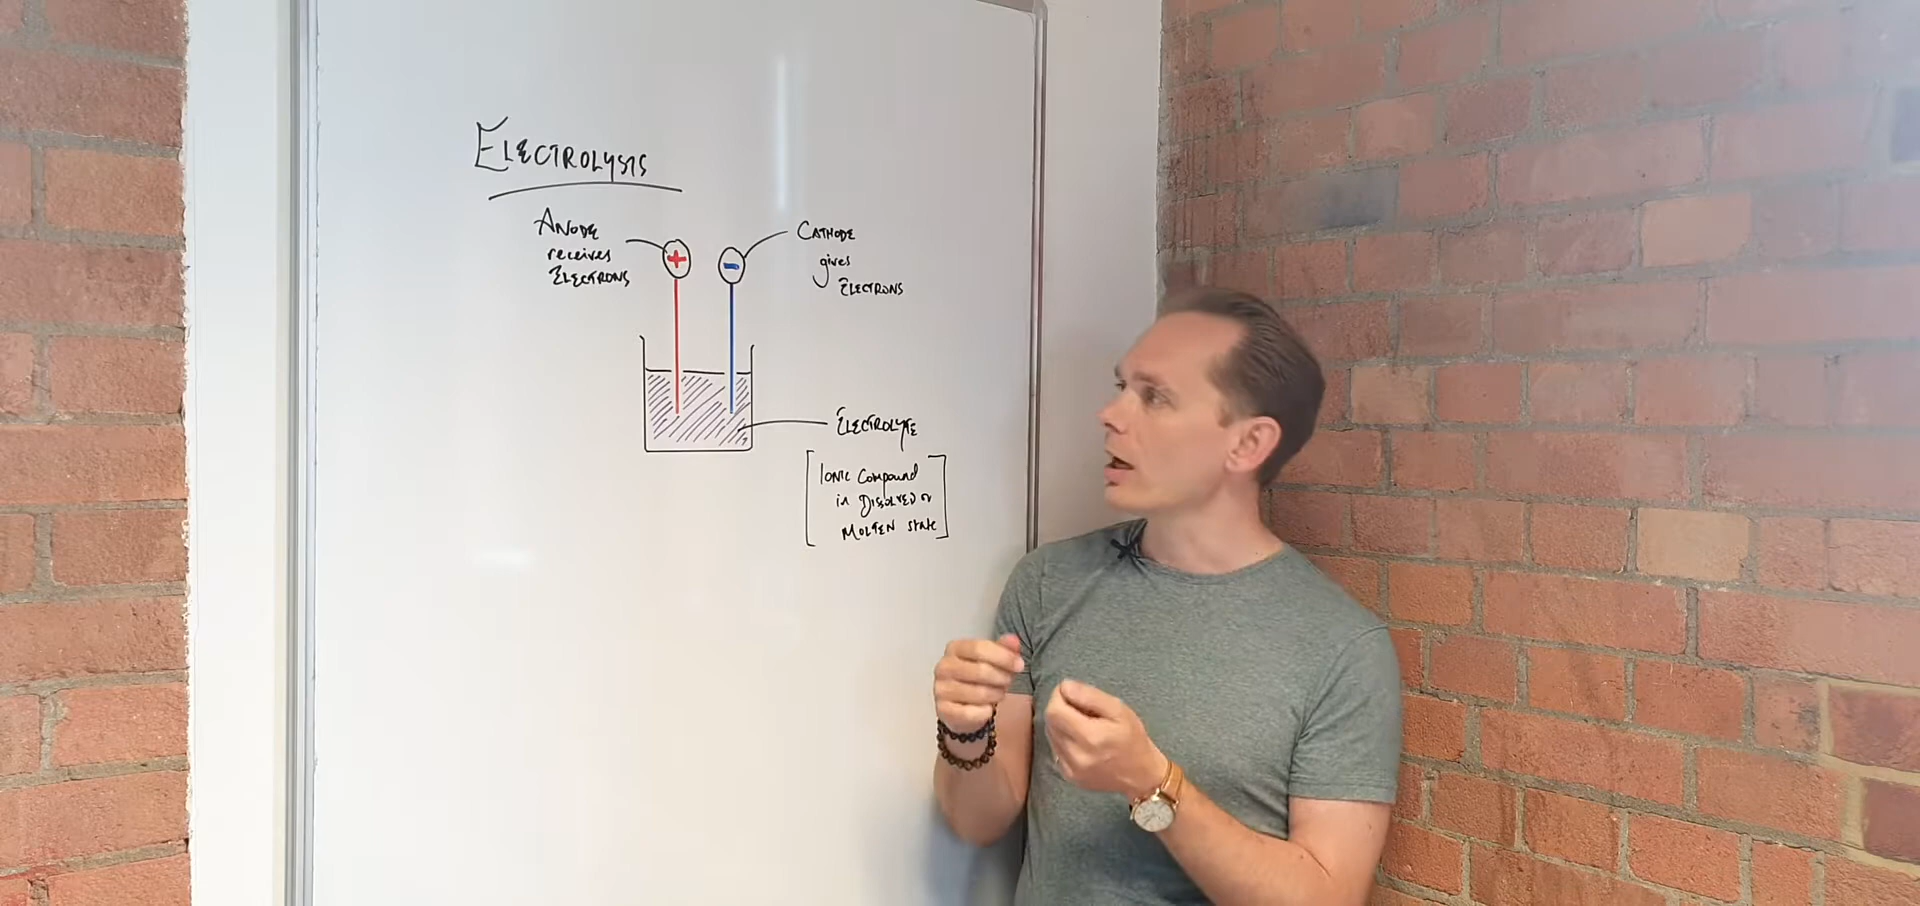 ELECTROLYSIS
ANODE
receives
ELECTRONS
+
-
CATHODE
gives
ELECTRONS
ELECTROLYTE
IONIC Compound
in DISSOLVED or
MOLTEN State